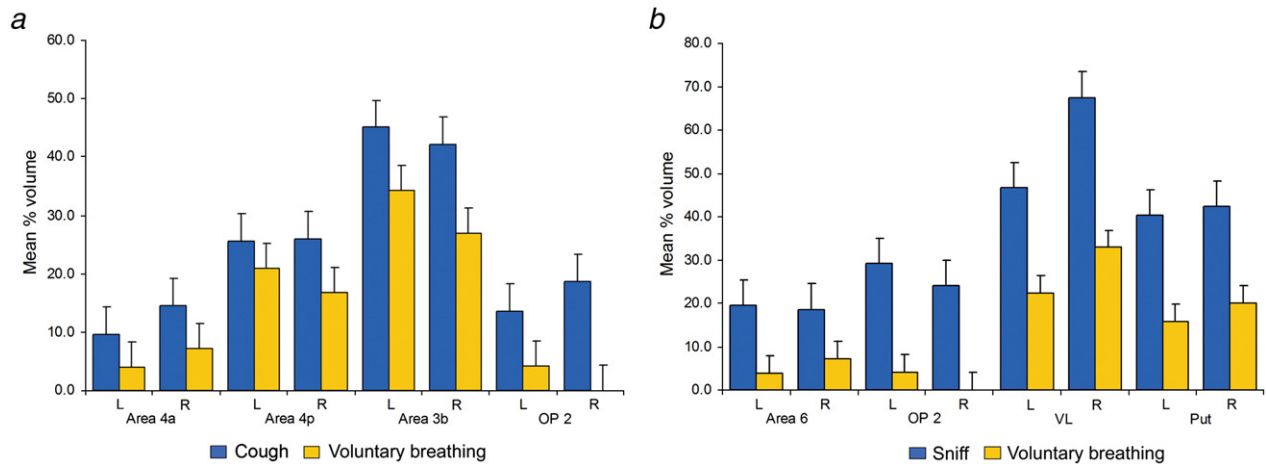 a
60.0
50.0
40.0
30.0
20.0
10.0
0.0
Mean % volume
L R L R L R L R
Area 4a Area 4p Area 3b OP 2
Cough Voluntary breathing
b
80.0
70.0
60.0
50.0
40.0
30.0
20.0
10.0
0.0
Mean % volume
L R L R L R L R
Area 6 OP 2 VL Put
Sniff Voluntary breathing